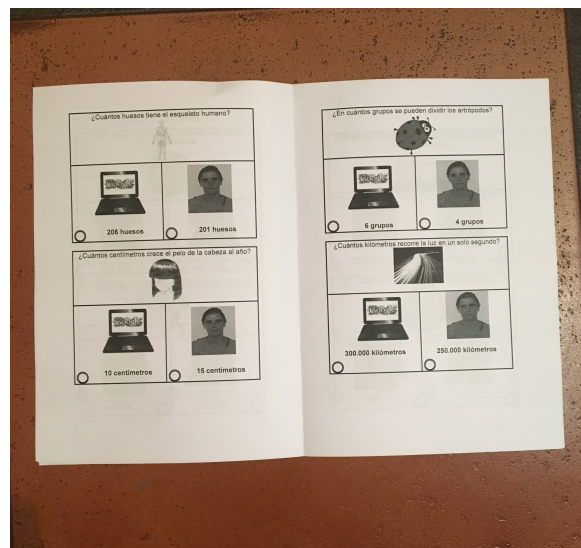 ¿Cuántos huesos tiene el esqueleto humano?
206 huesos
201 huesos
¿Cuántos centímetros crece el pelo de la cabeza al año?
10 centímetros
15 centímetros
¿En cuántos grupos se pueden dividir los artrópodos?
6 grupos
4 grupos
¿Cuántos kilómetros recorre la luz en un solo segundo?
300.000 kilómetros
250.000 kilómetros